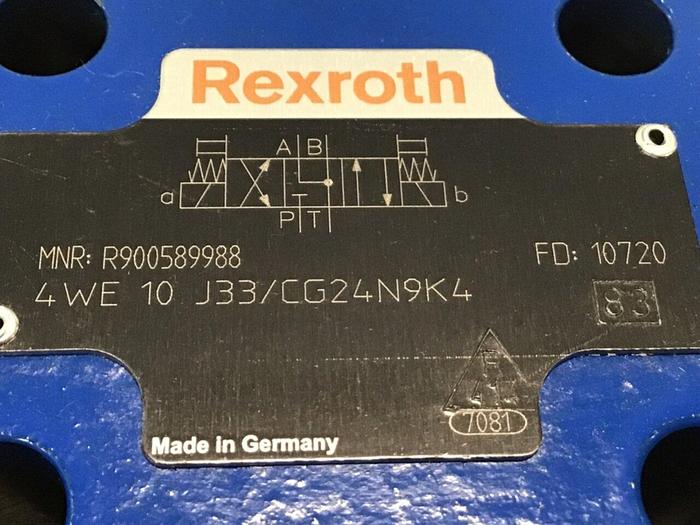 Rexroth
A B
a b
P T
MNR: R900589988 FD: 10720
4WE 10 J33/CG24N9K4 83
7081
Made in Germany